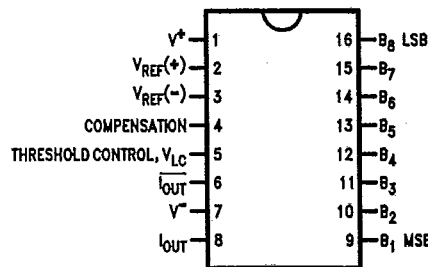 V+ 1 16 B8 LSB
VREF(+) 2 15 B7
VREF(−) 3 14 B6
COMPENSATION 4 13 B5
THRESHOLD CONTROL, VLC 5 12 B4
IOUT 6 11 B3
V− 7 10 B2
IOUT 8 9 B1 MSB